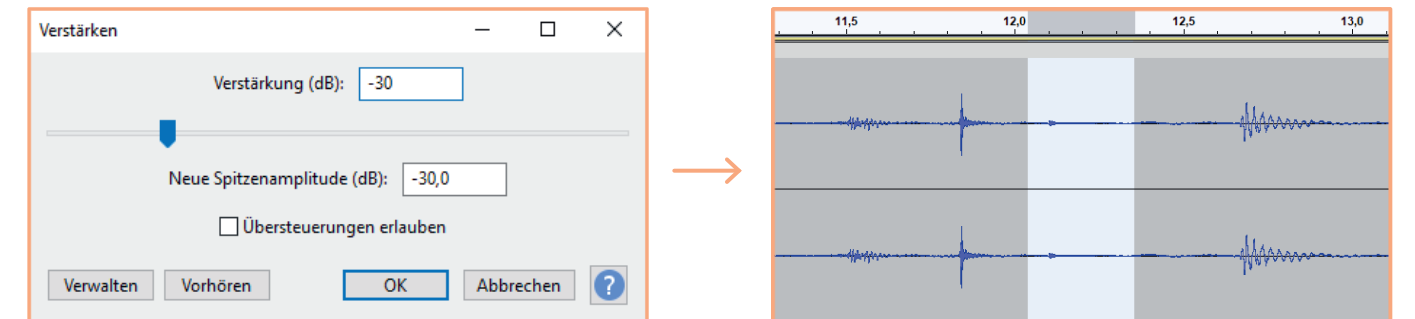 Verstärken
Verstärkung (dB): -30
Neue Spitzenamplitude (dB): -30,0
Übersteuerungen erlauben
Verwalten Vorhören OK Abbrechen ?
11,5 12,0 12,5 13,0